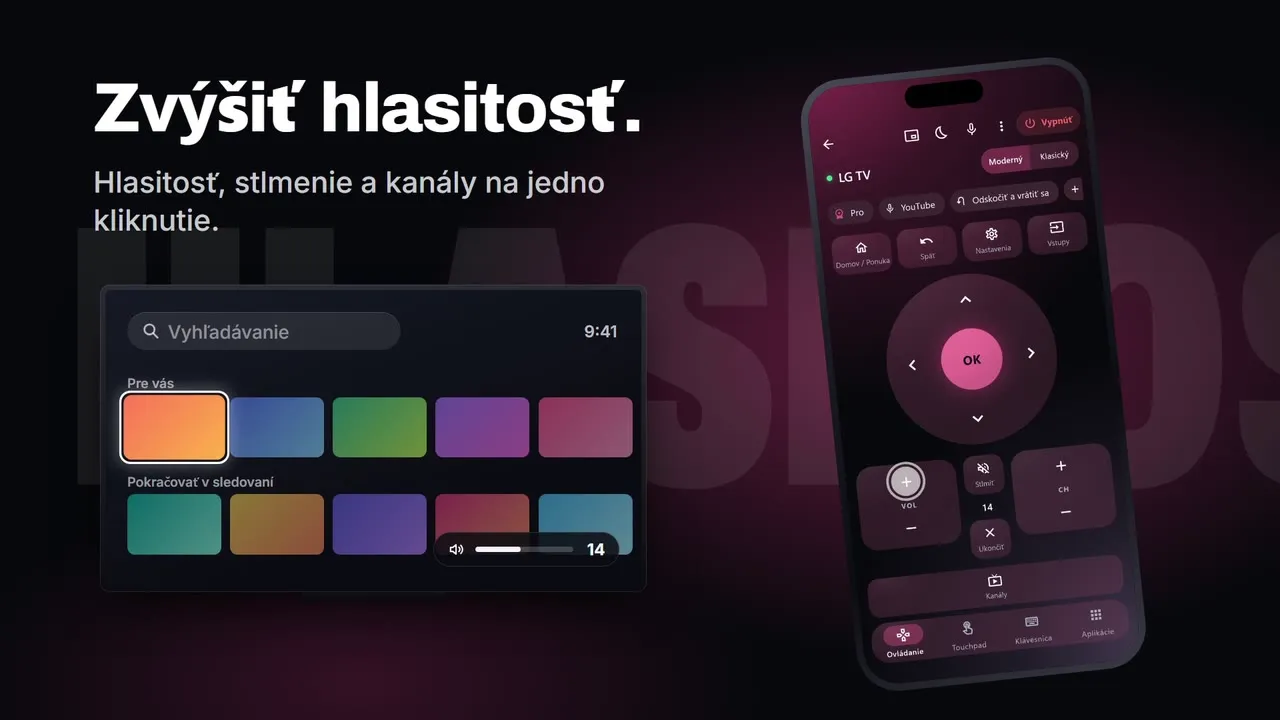 Zvýšiť hlasitosť.
Hlasitosť, stlmenie a kanály na jedno
kliknutie.
Vyhľadávanie
9:41
Pre vás
Pokračovať v sledovaní
14
Vypnúť
LG TV
Moderný
Klasický
Pro
YouTube
Odskočiť a vrátiť sa
+
Domov / Ponuka
Späť
Nastavenia
Vstupy
OK
+
VOL
−
Stlmiť
14
Ukončiť
+
CH
−
Kanály
Ovládanie
Touchpad
Klávesnica
Aplikácie